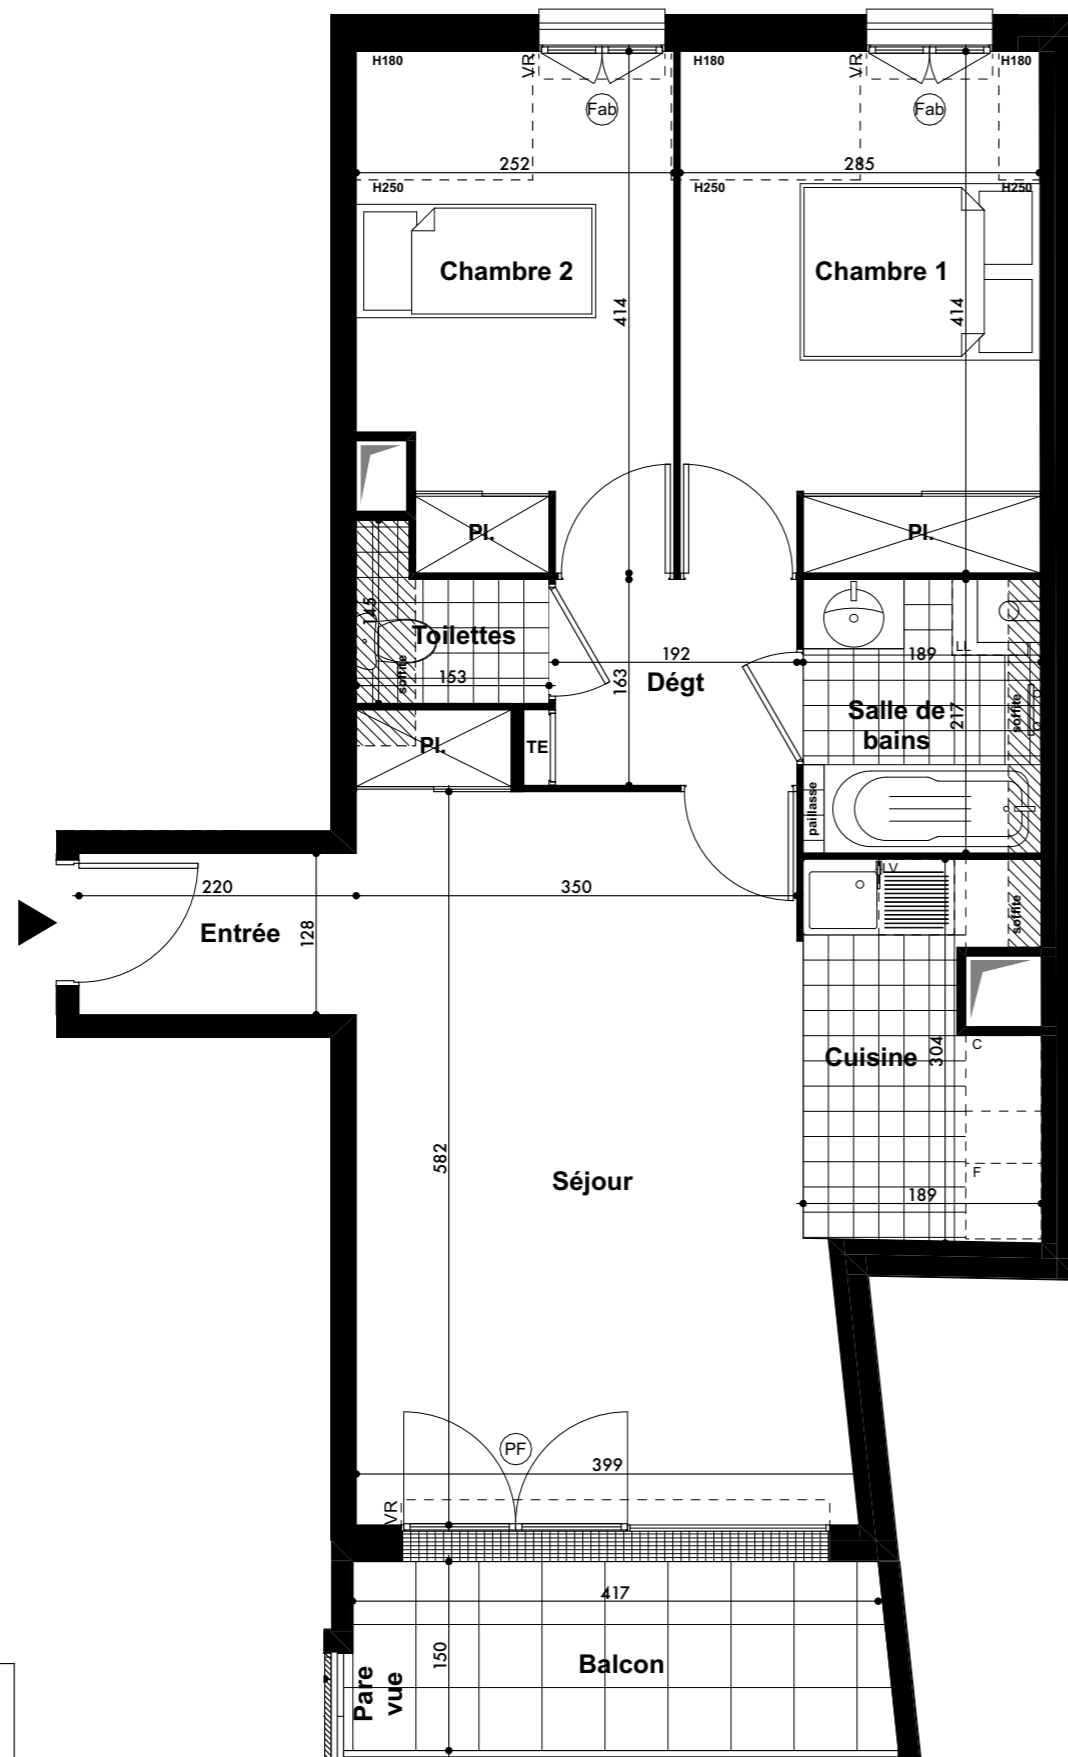 H180
VR
H180
VR
H180
Fab
Fab
252
285
H250
H250
H250
Chambre 2
Chambre 1
414
414
Pl.
Pl.
145
Toilettes
soffite
153
192
163
Dégt
LL
189
Salle de
bains
217
soffite
Pl.
TE
paillasse
220
350
LV
Entrée
128
soffite
Cuisine
304
C
582
Séjour
F
189
PF
399
VR
417
150
Balcon
Pare
vue